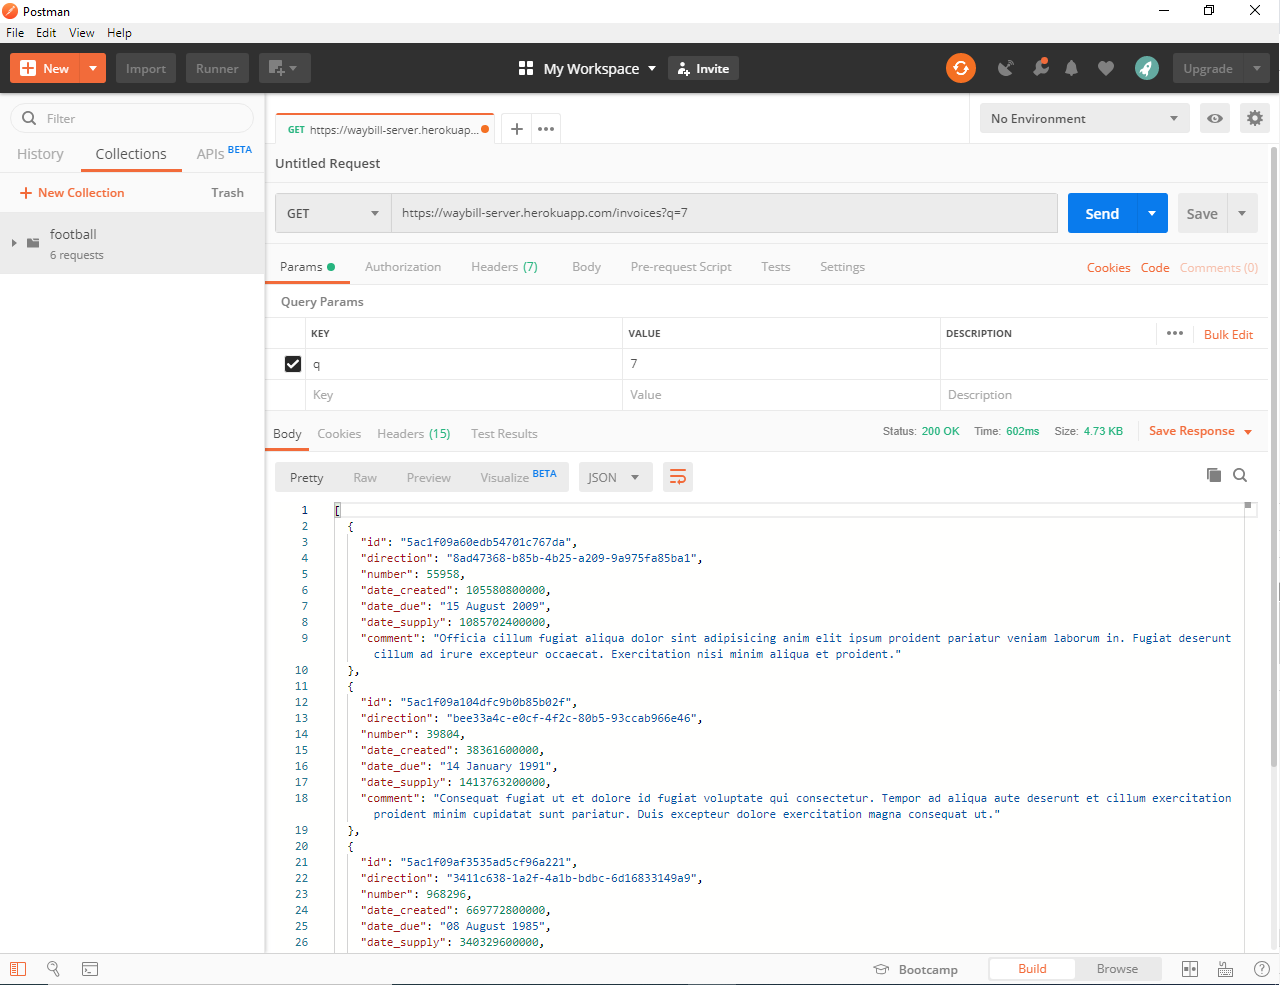 Postman
File Edit View Help
New Import Runner My Workspace Invite Upgrade
Filter
History Collections APIs BETA
New Collection Trash
football
6 requests
GET https://waybill-server.herokuap... No Environment
Untitled Request
GET https://waybill-server.herokuapp.com/invoices?q=7 Send Save
Params Authorization Headers (7) Body Pre-request Script Tests Settings Cookies Code Comments (0)
Query Params
KEY VALUE DESCRIPTION Bulk Edit
q 7
Key Value Description
Body Cookies Headers (15) Test Results Status: 200 OK Time: 602ms Size: 4.73 KB Save Response
Pretty Raw Preview Visualize BETA JSON
1 [
2 {
3 "id": "5ac1f09a60edb54701c767da",
4 "direction": "8ad47368-b85b-4b25-a209-9a975fa85ba1",
5 "number": 55958,
6 "date_created": 105580800000,
7 "date_due": "15 August 2009",
8 "date_supply": 1085702400000,
9 "comment": "Officia cillum fugiat aliqua dolor sint adipisicing anim elit ipsum proident pariatur veniam laborum in. Fugiat deserunt
cillum ad irure excepteur occaecat. Exercitation nisi minim aliqua et proident."
10 },
11 {
12 "id": "5ac1f09a104dfc9b0b85b02f",
13 "direction": "bee33a4c-e0cf-4f2c-80b5-93ccab966e46",
14 "number": 39804,
15 "date_created": 38361600000,
16 "date_due": "14 January 1991",
17 "date_supply": 1413763200000,
18 "comment": "Consequat fugiat ut et dolore id fugiat voluptate qui consectetur. Tempor ad aliqua aute deserunt et cillum exercitation
proident minim cupidatat sunt pariatur. Duis excepteur dolore exercitation magna consequat ut."
19 },
20 {
21 "id": "5ac1f09af3535ad5cf96a221",
22 "direction": "3411c638-1a2f-4a1b-bdbc-6d16833149a9",
23 "number": 968296,
24 "date_created": 669772800000,
25 "date_due": "08 August 1985",
26 "date_supply": 340329600000,
Bootcamp Build Browse